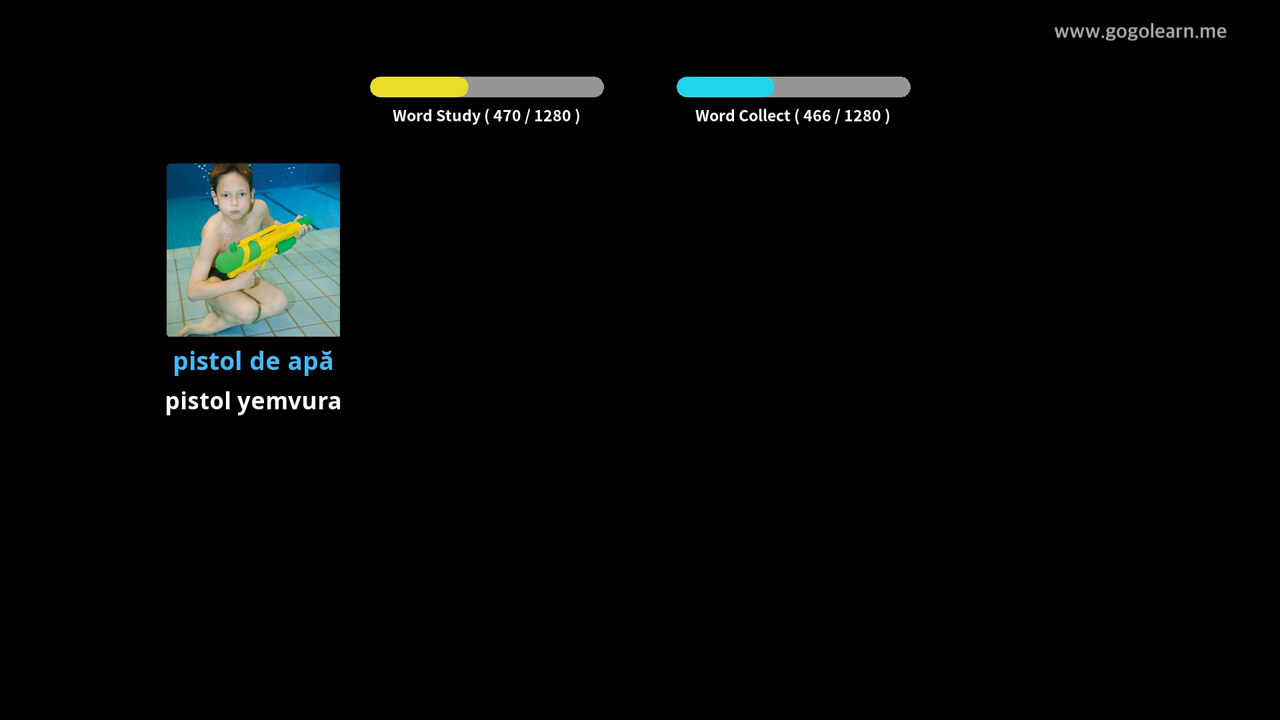 www.gogolearn.me
Word Study ( 470 / 1280 )
Word Collect ( 466 / 1280 )
pistol de apă
pistol yemvura